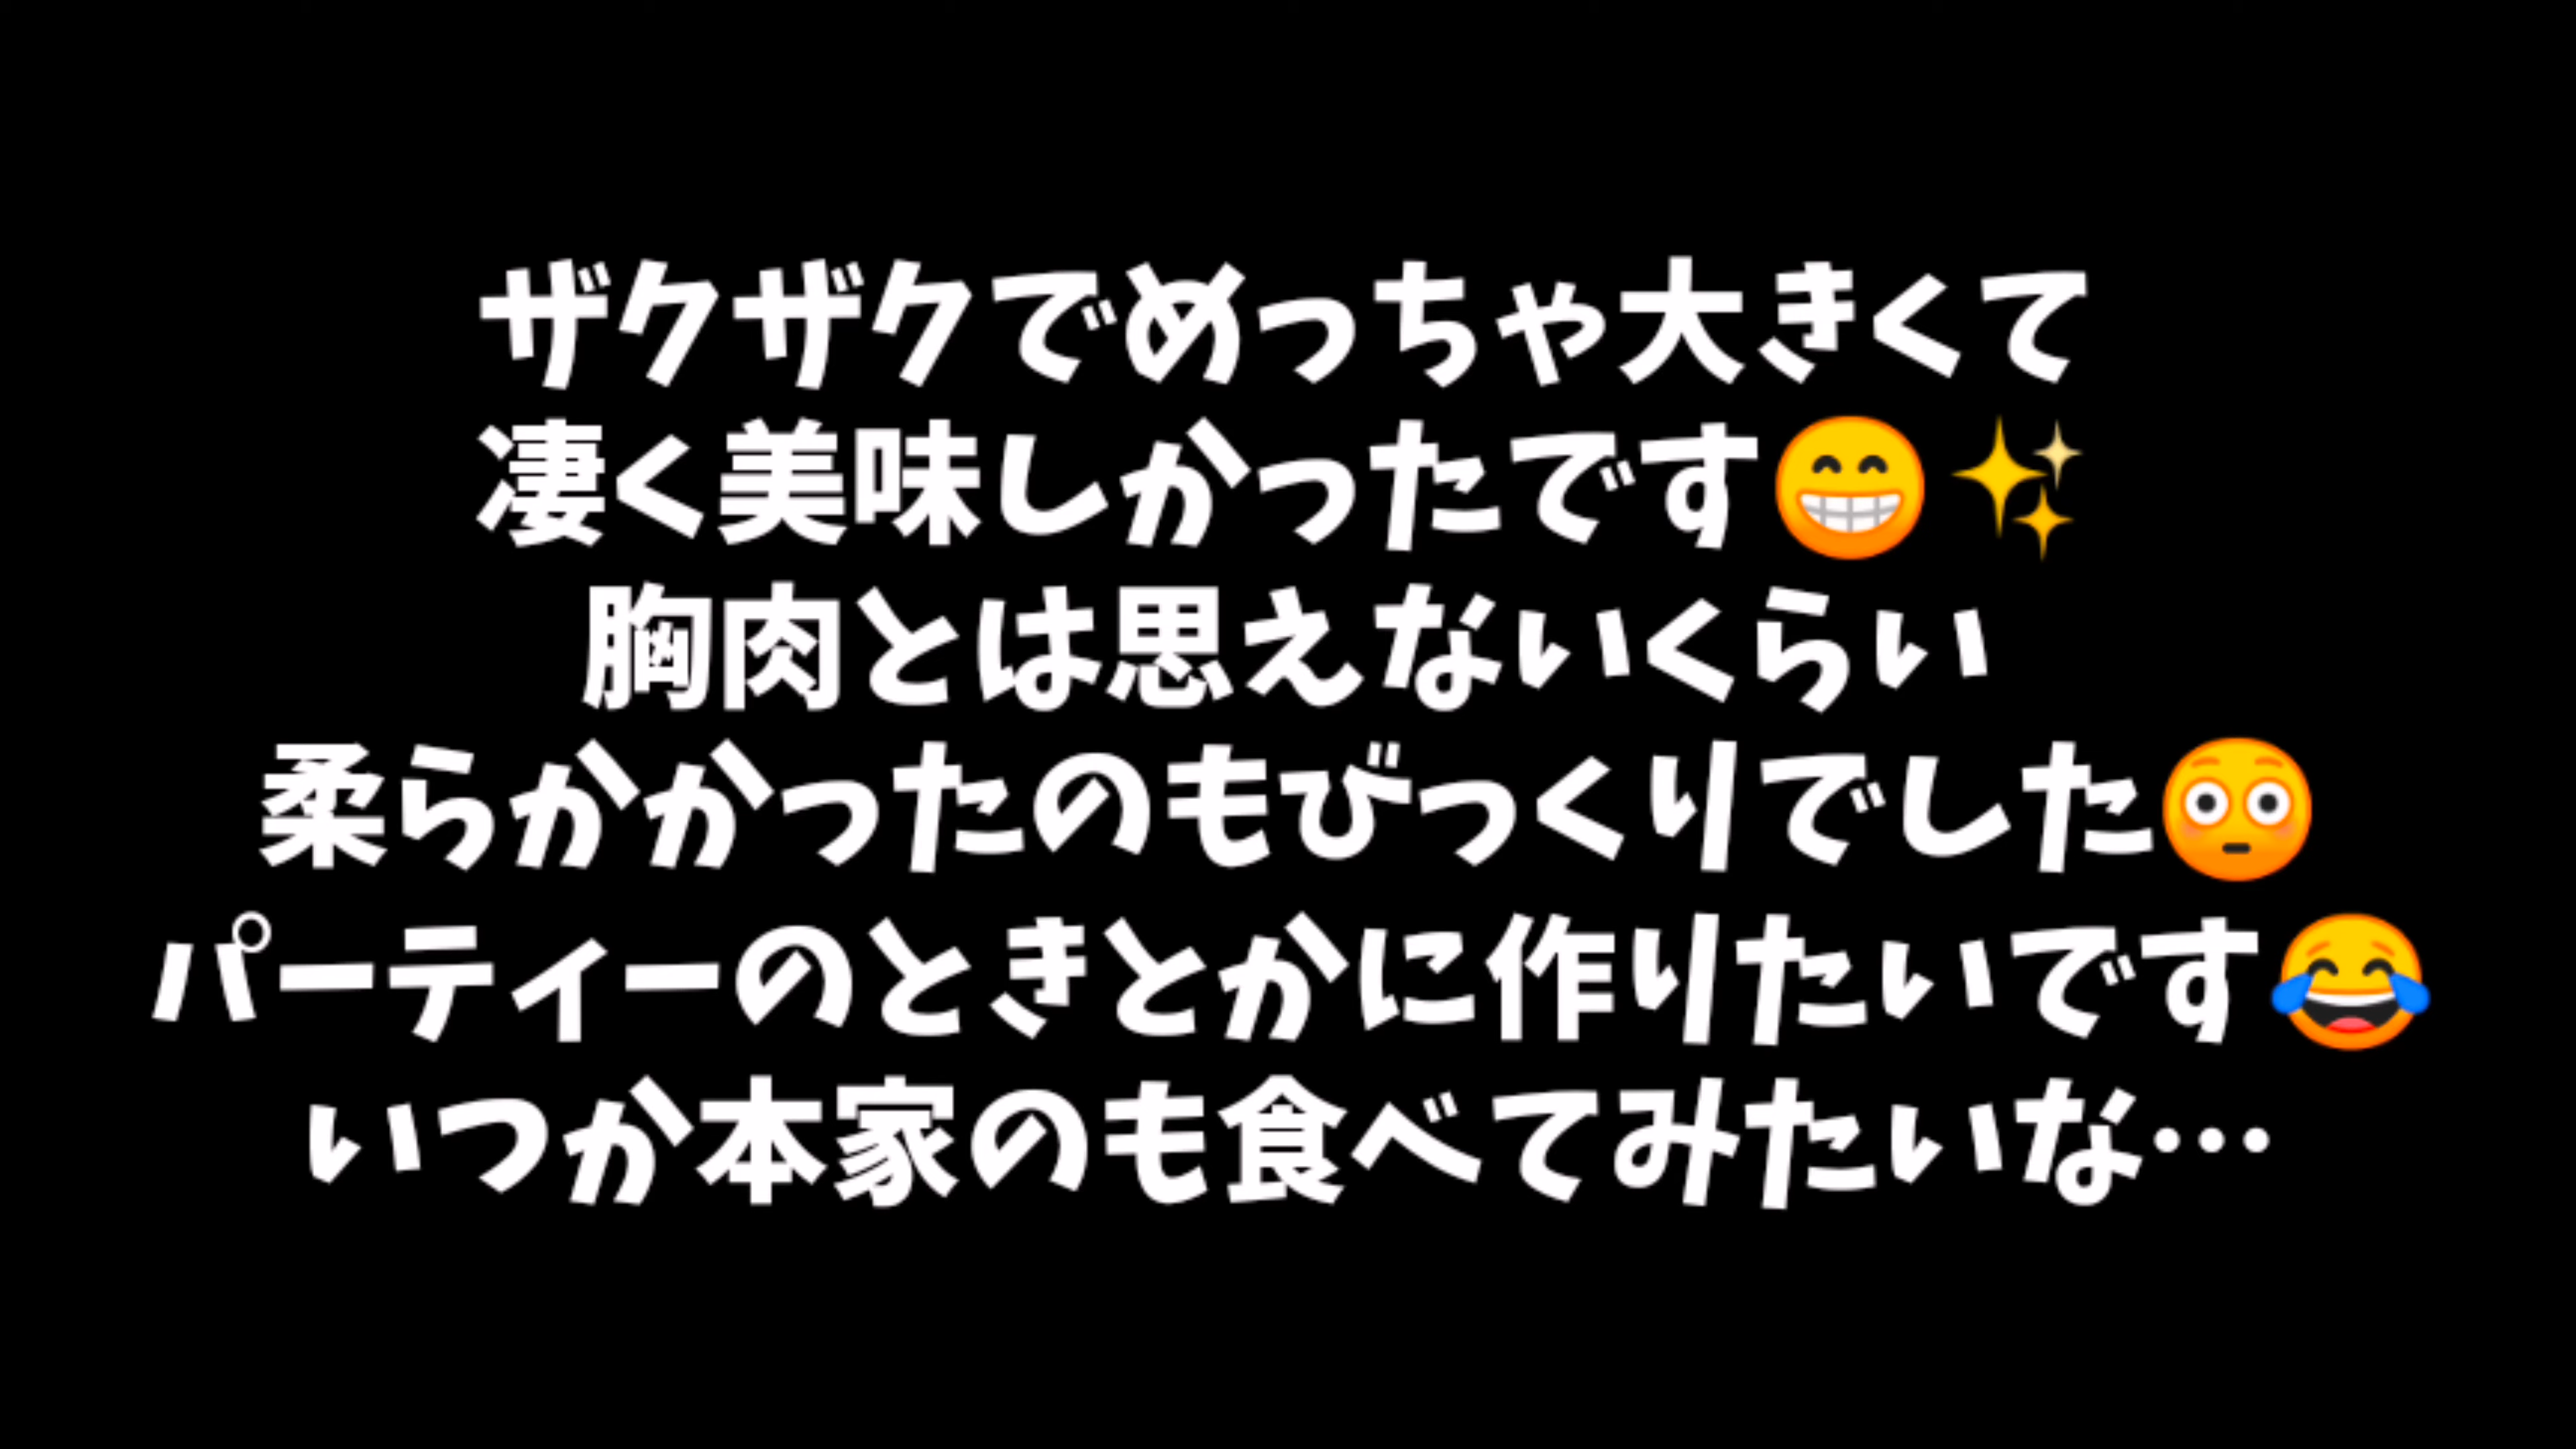 ザクザクでめっちゃ大きくて
凄く美味しかったです😁✨
胸肉とは思えないくらい
柔らかかったのもびっくりでした😳
パーティーのときとかに作りたいです😂
いつか本家のも食べてみたいな…